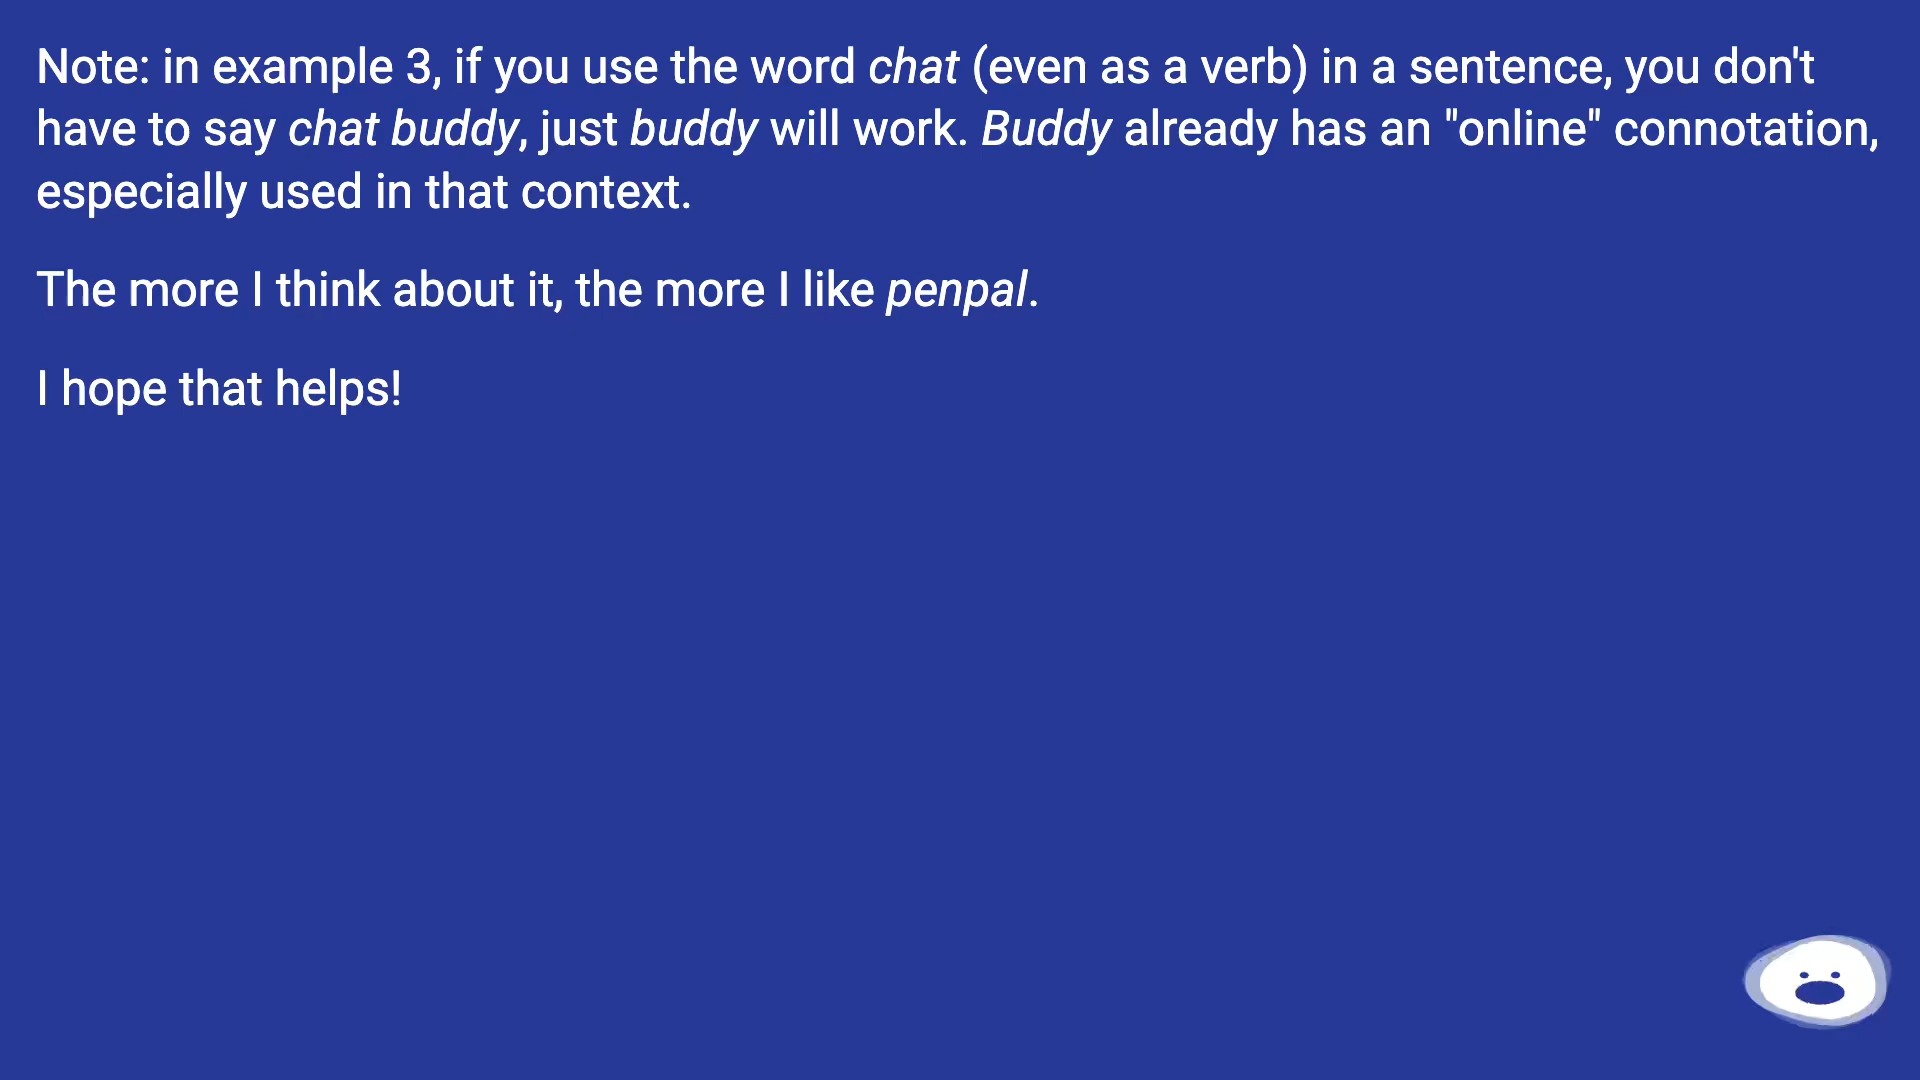 Note: in example 3, if you use the word chat (even as a verb) in a sentence, you don't
have to say chat buddy, just buddy will work. Buddy already has an "online" connotation,
especially used in that context.
The more I think about it, the more I like penpal.
I hope that helps!